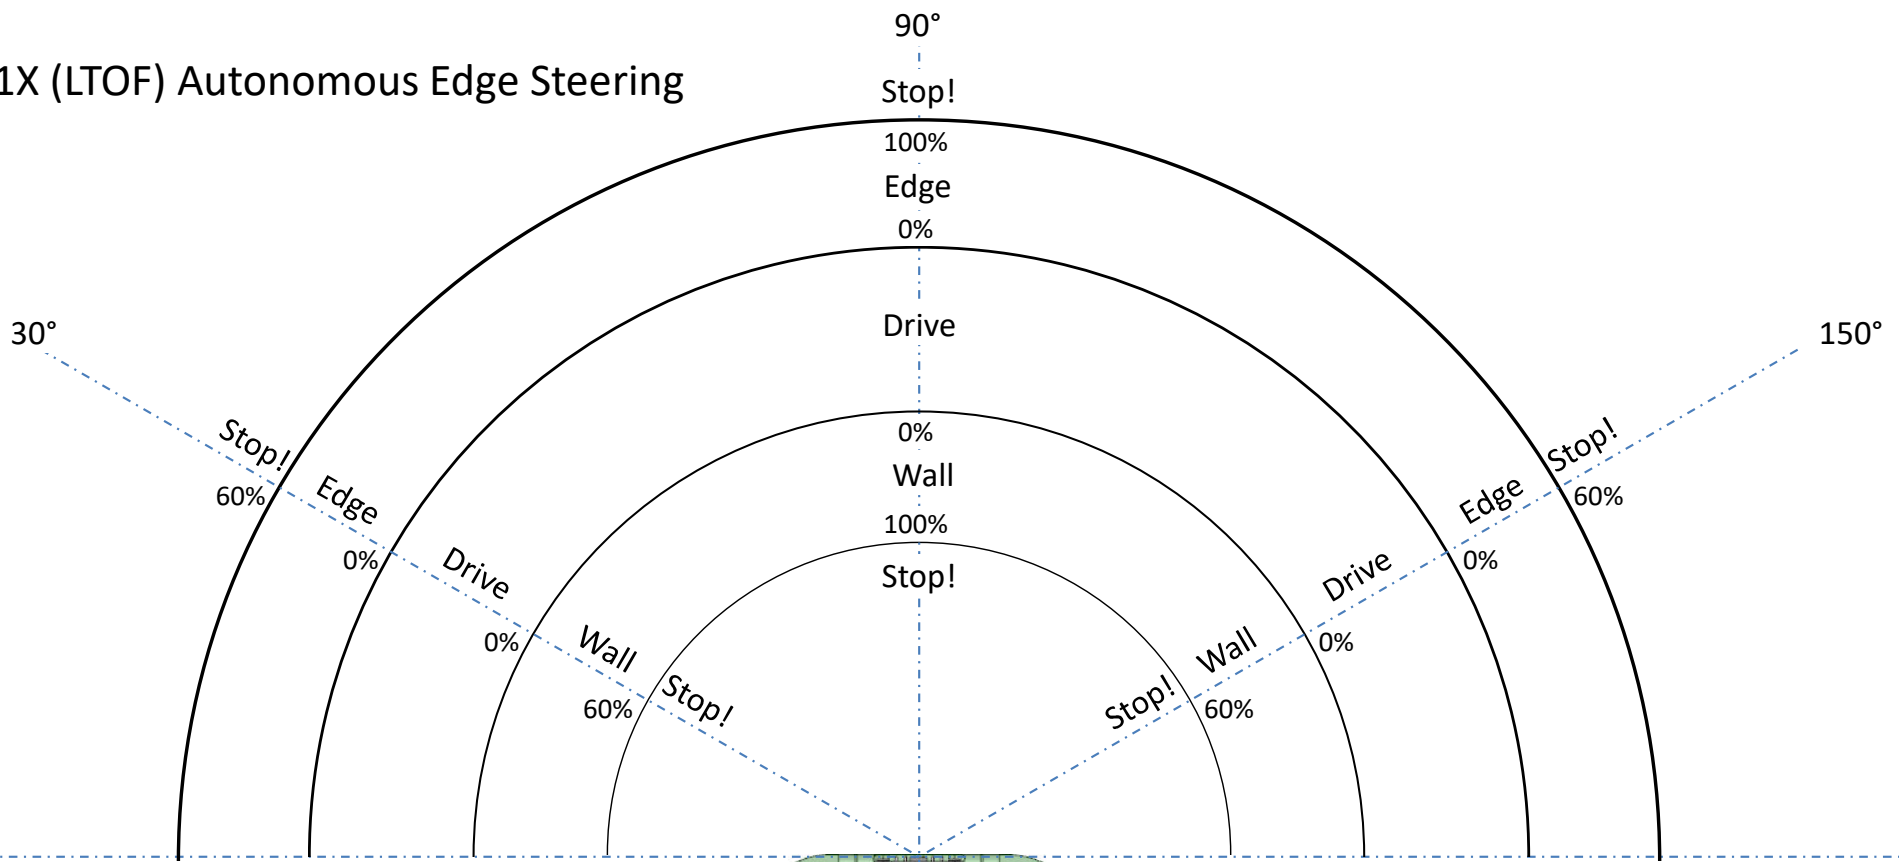 90°
1X (LTOF) Autonomous Edge Steering
Stop!
100%
Edge
0%
Drive
30°
150°
0%
Wall
100%
Stop!
Stop!
60%
Edge
0%
Drive
0%
Wall
60%
Stop!
Stop!
60%
Edge
0%
Drive
0%
Wall
60%
Stop!